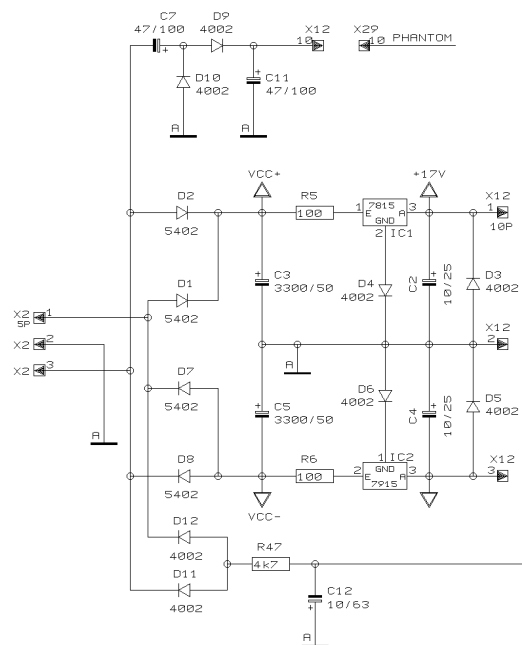 C7 D9 X12 X29
47/100 4002 10 10 PHANTOM
+ +
D10 C11
4002 47/100
A A
VCC+ +17V
D2 R5 7815 X12
1 E A 3 1
100 GND
5402 2 IC1 10P
+ +
D1 C3 D4 C2 10/25 D3
5402 3300/50 4002 4002
X2 1
5P
X2 2 X12
2
X2 3 A
D7 D6 D5
5402 + C5 4002 + C4 10/25 4002
A 3300/50
D8 R6 1 IC2 X12
GND
100 2 E A 3 3
5402 7915
VCC-
D12
4002 R47
4k7
D11 C12
4002 + 10/63
A